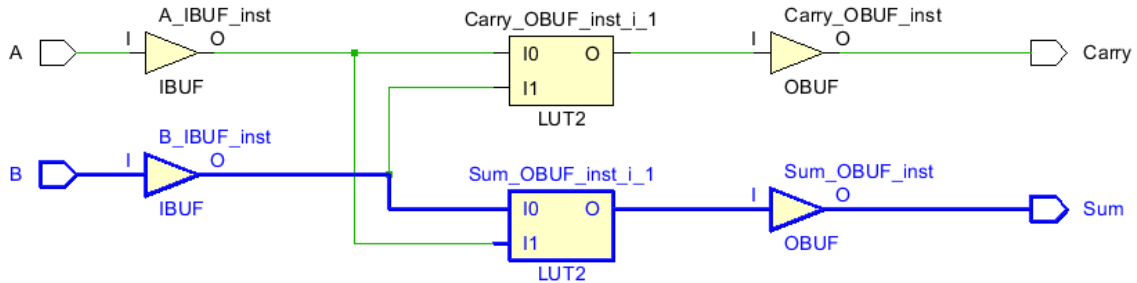 A_IBUF_inst
Carry_OBUF_inst_i_1
Carry_OBUF_inst
A
I
O
I0
O
I
O
Carry
IBUF
I1
OBUF
LUT2
B_IBUF_inst
B
I
O
Sum_OBUF_inst_i_1
Sum_OBUF_inst
IBUF
I0
O
I
O
Sum
I1
OBUF
LUT2